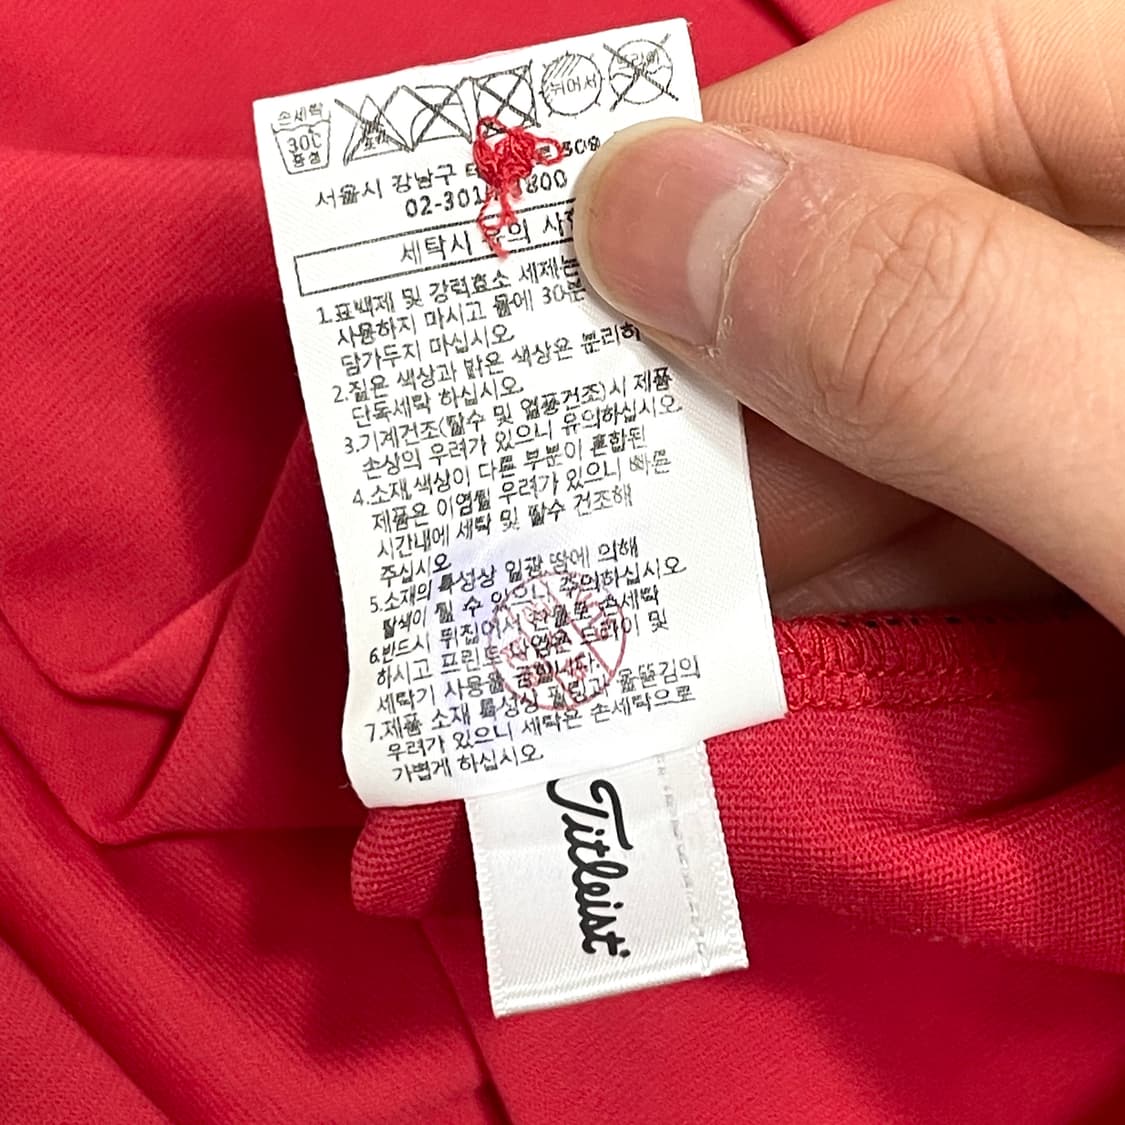 손세탁
30℃
중성
뉘어서
드라이
서울시 강남구
02-301
800
세탁시 유의 사
1.표백제 및 강력효소 세제는
사용하지 마시고 물에 30분
담가두지 마십시오
2.짙은 색상과 밝은 색상은 분리하
단독세탁 하십시오
3.기계건조(탈수 및 열풍건조)시 제품
손상의 우려가 있으니 유의하십시오
4.소재,색상이 다른 부분이 혼합된
제품은 이염될 우려가 있으니 빠른
시간내에 세탁 및 탈수 건조해
주십시오
5.소재의 특성상 일광,땀에 의해
탈색이 될 수 있으니 주의하십시오
6.반드시 뒤집어서 찬물로 손세탁
하시고 프린트 드라이 및
세탁기 사용을 금합니다.
7.제품 소재 특성상 필링과 올뜯김의
우려가 있으니 세탁은 손세탁으로
가볍게 하십시오
Titleist